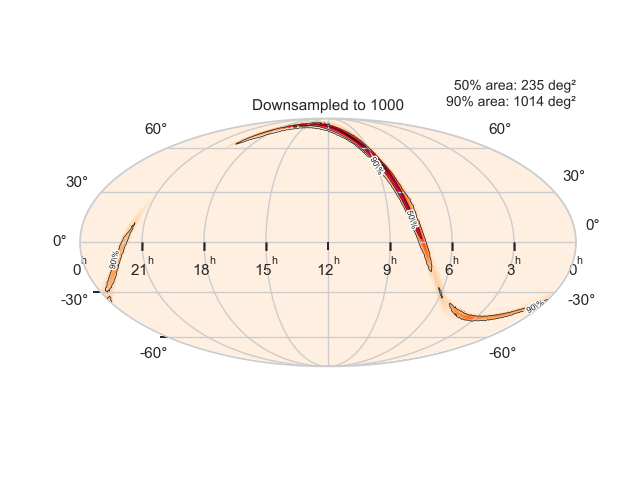 50% area: 235 deg²
90% area: 1014 deg²
Downsampled to 1000
60° 60°
30° 30°
0° 0°
0h 21h 18h 15h 12h 9h 6h 3h 0h
-30° -30°
-60° -60°
90\%
50\%
90\%
90\%